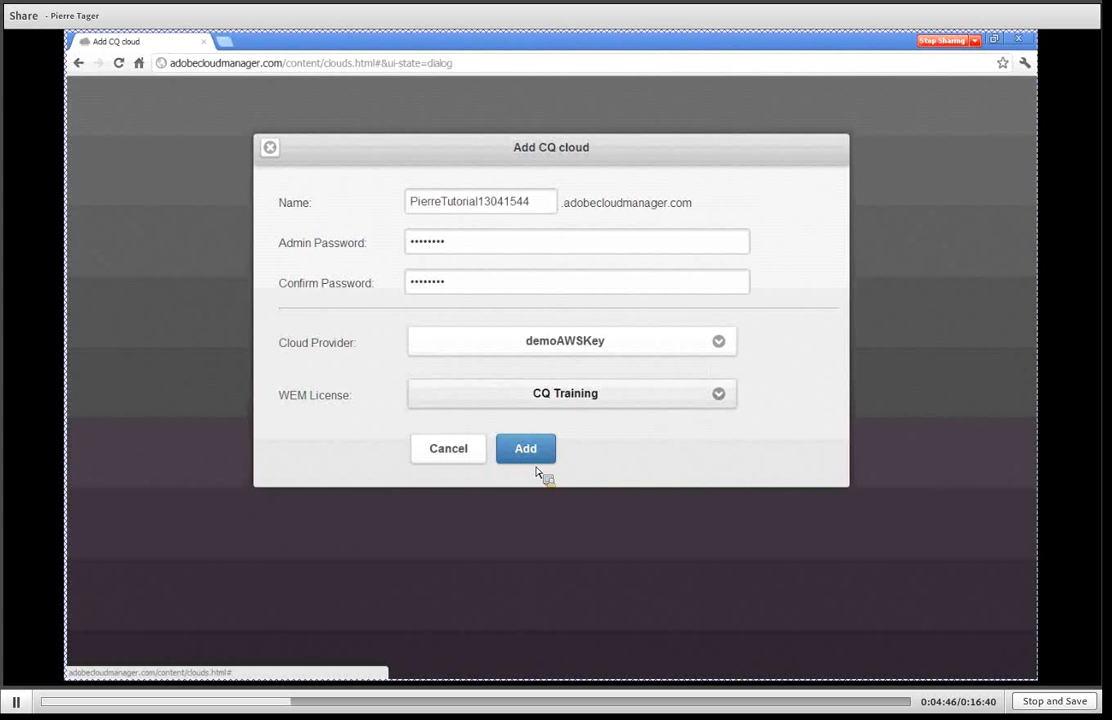 Share - Pierre Tager
Add CQ cloud
Stop Sharing
adobecloudmanager.com/content/clouds.html#&ui-state=dialog
Add CQ cloud
Name: PierreTutorial13041544 .adobecloudmanager.com
Admin Password: ••••••••
Confirm Password: ••••••••
Cloud Provider: demoAWSKey
WEM License: CQ Training
Cancel Add
adobecloudmanager.com/content/clouds.html#
0:04:46/0:16:40 Stop and Save